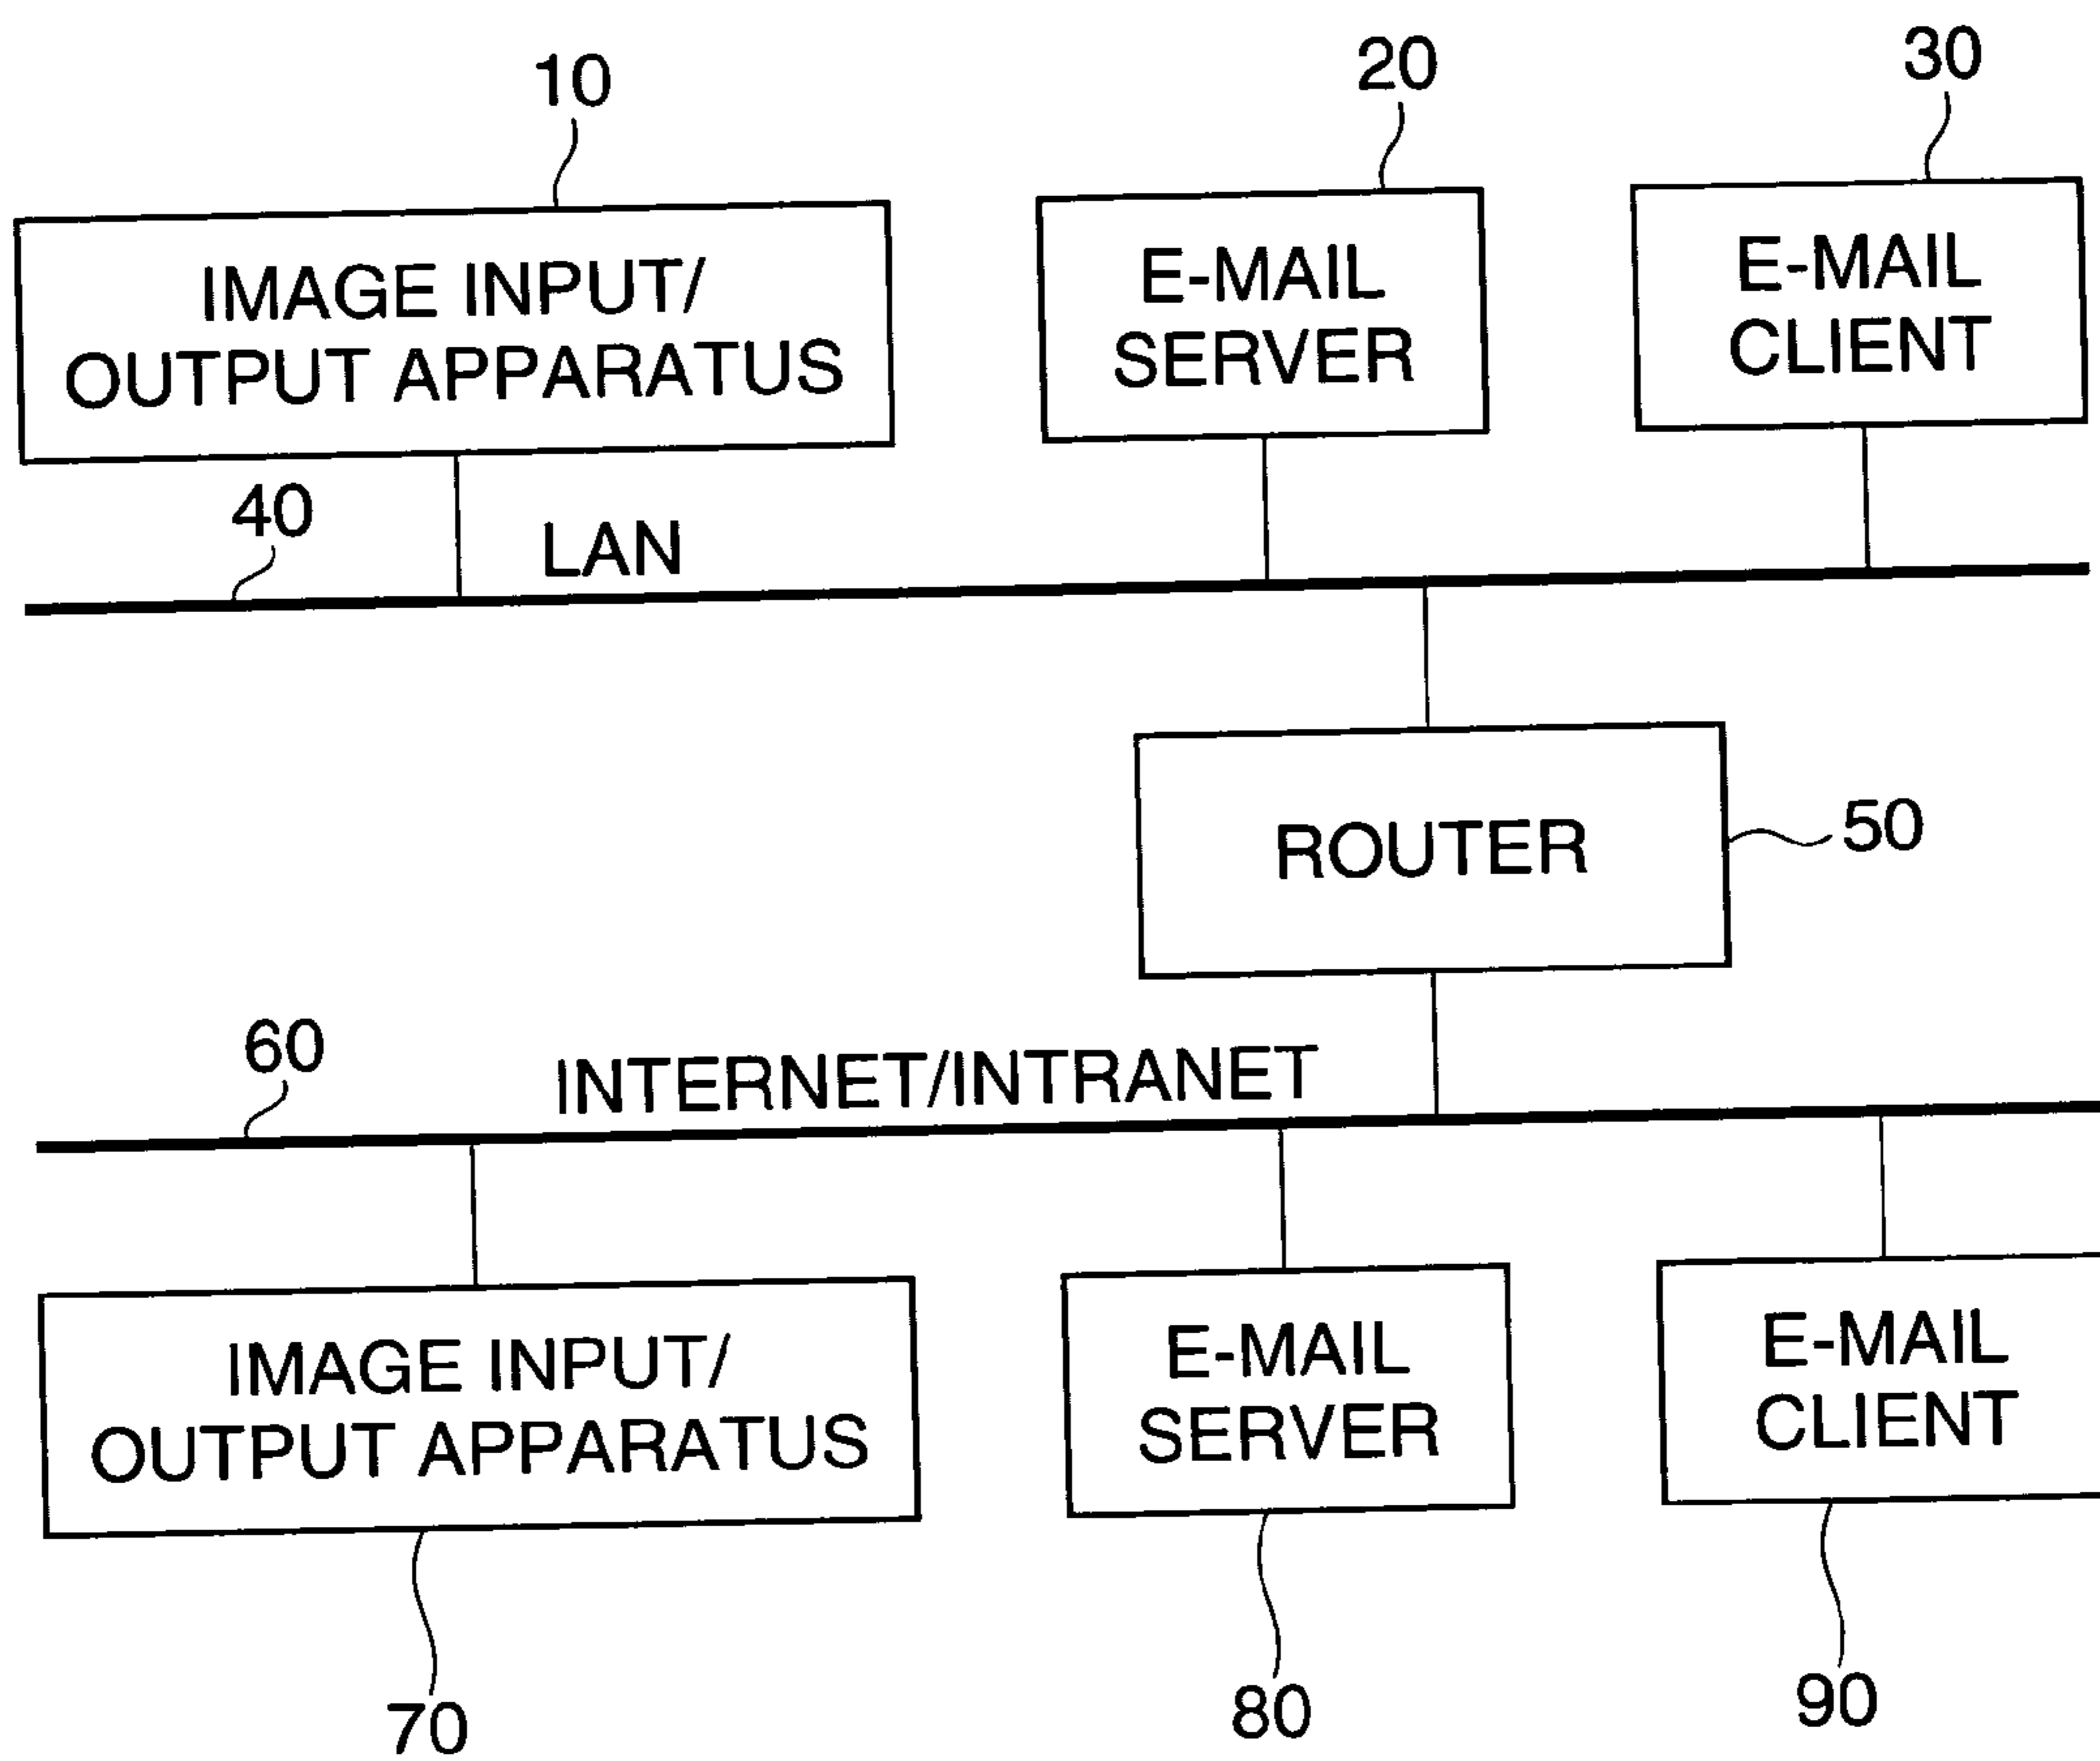 10
20
30
IMAGE INPUT/
OUTPUT APPARATUS
E-MAIL
SERVER
E-MAIL
CLIENT
40
LAN
ROUTER
50
60
INTERNET/INTRANET
IMAGE INPUT/
OUTPUT APPARATUS
E-MAIL
SERVER
E-MAIL
CLIENT
70
80
90